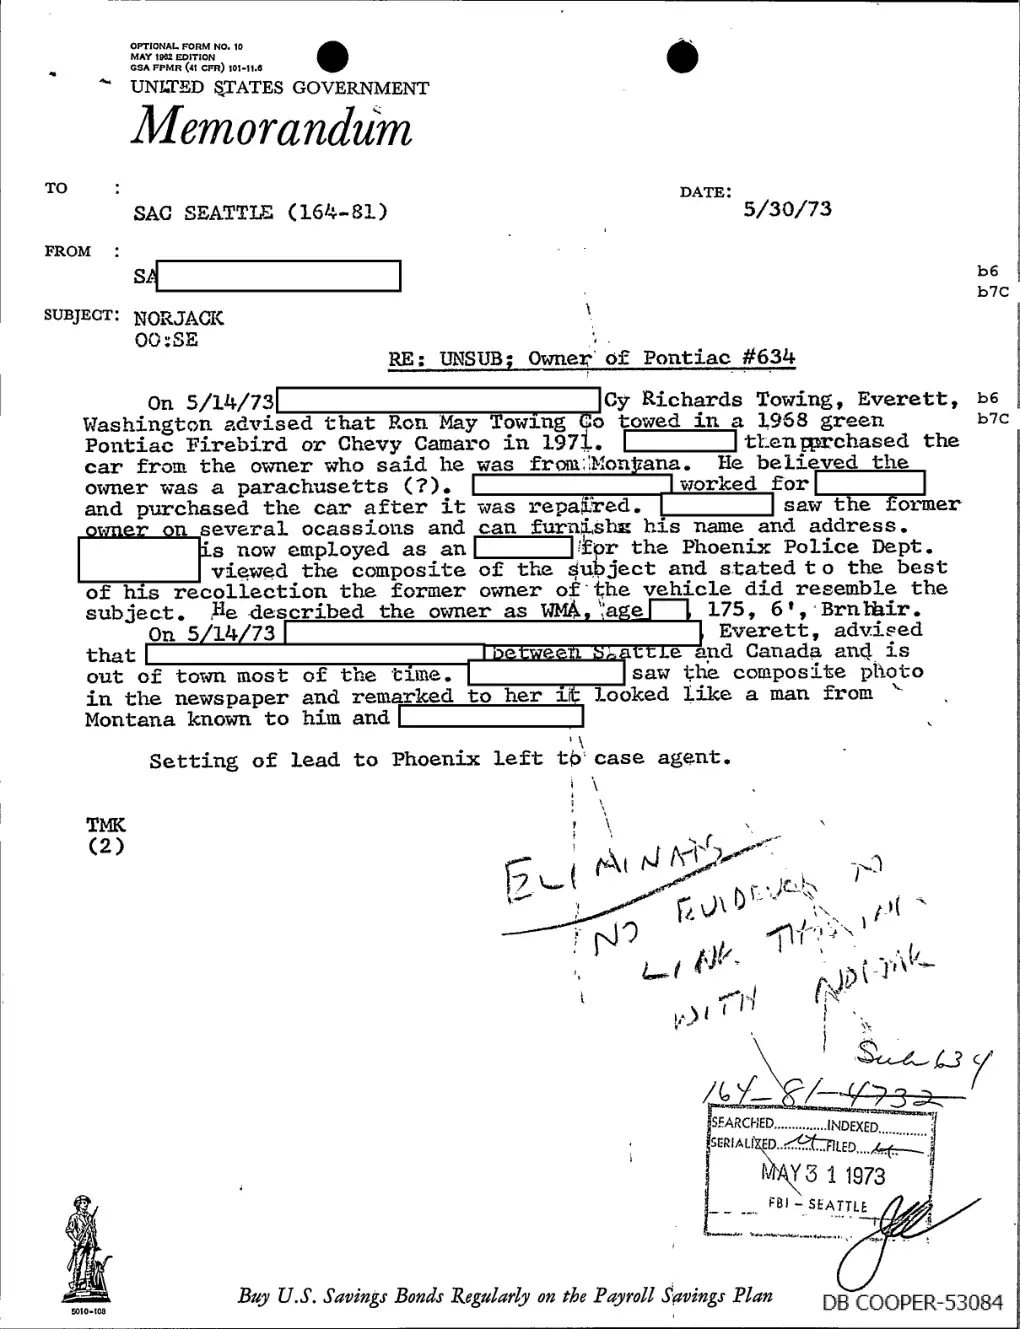 OPTIONAL FORM NO. 10
MAY 1962 EDITION
GSA FPMR (41 CFR) 101-11.6
UNITED STATES GOVERNMENT
Memorandum
TO :
SAC SEATTLE (164-81)
DATE:
5/30/73
FROM :
SA
b6
b7C
SUBJECT: NORJACK
OO:SE
RE: UNSUB; Owner of Pontiac #634
On 5/14/73 Cy Richards Towing, Everett,
b6
b7C
Washington advised that Ron May Towing Co towed in a 1968 green
Pontiac Firebird or Chevy Camaro in 1971. then purchased the
car from the owner who said he was from Montana. He believed the
owner was a parachusetts (?). worked for
and purchased the car after it was repaired. saw the former
owner on several ocassions and can furnish his name and address.
is now employed as an for the Phoenix Police Dept.
viewed the composite of the subject and stated to the best
of his recollection the former owner of the vehicle did resemble the
subject. He described the owner as WMA, age , 175, 6', Brn hair.
On 5/14/73 , Everett, advised
that between Seattle and Canada and is
out of town most of the time. saw the composite photo
in the newspaper and remarked to her it looked like a man from
Montana known to him and
Setting of lead to Phoenix left to case agent.
TMK
(2)
ELIMINATE
NO EVIDENCE TO
LINK THIS
WITH NORJAK
Sub 634
164-81-4732
SEARCHED..............INDEXED..............
SERIALIZED..........FILED..........
MAY 31 1973
FBI - SEATTLE
5010-108
Buy U.S. Savings Bonds Regularly on the Payroll Savings Plan
DB COOPER-53084